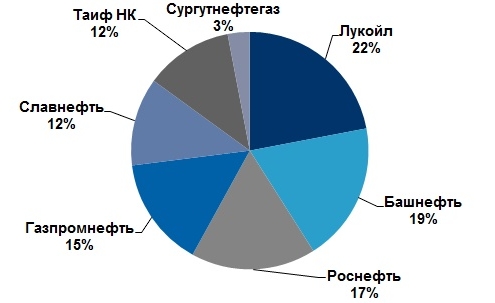 Сургутнефтегаз
3%
Лукойл
22%
Башнефть
19%
Роснефть
17%
Газпромнефть
15%
Славнефть
12%
Таиф НК
12%